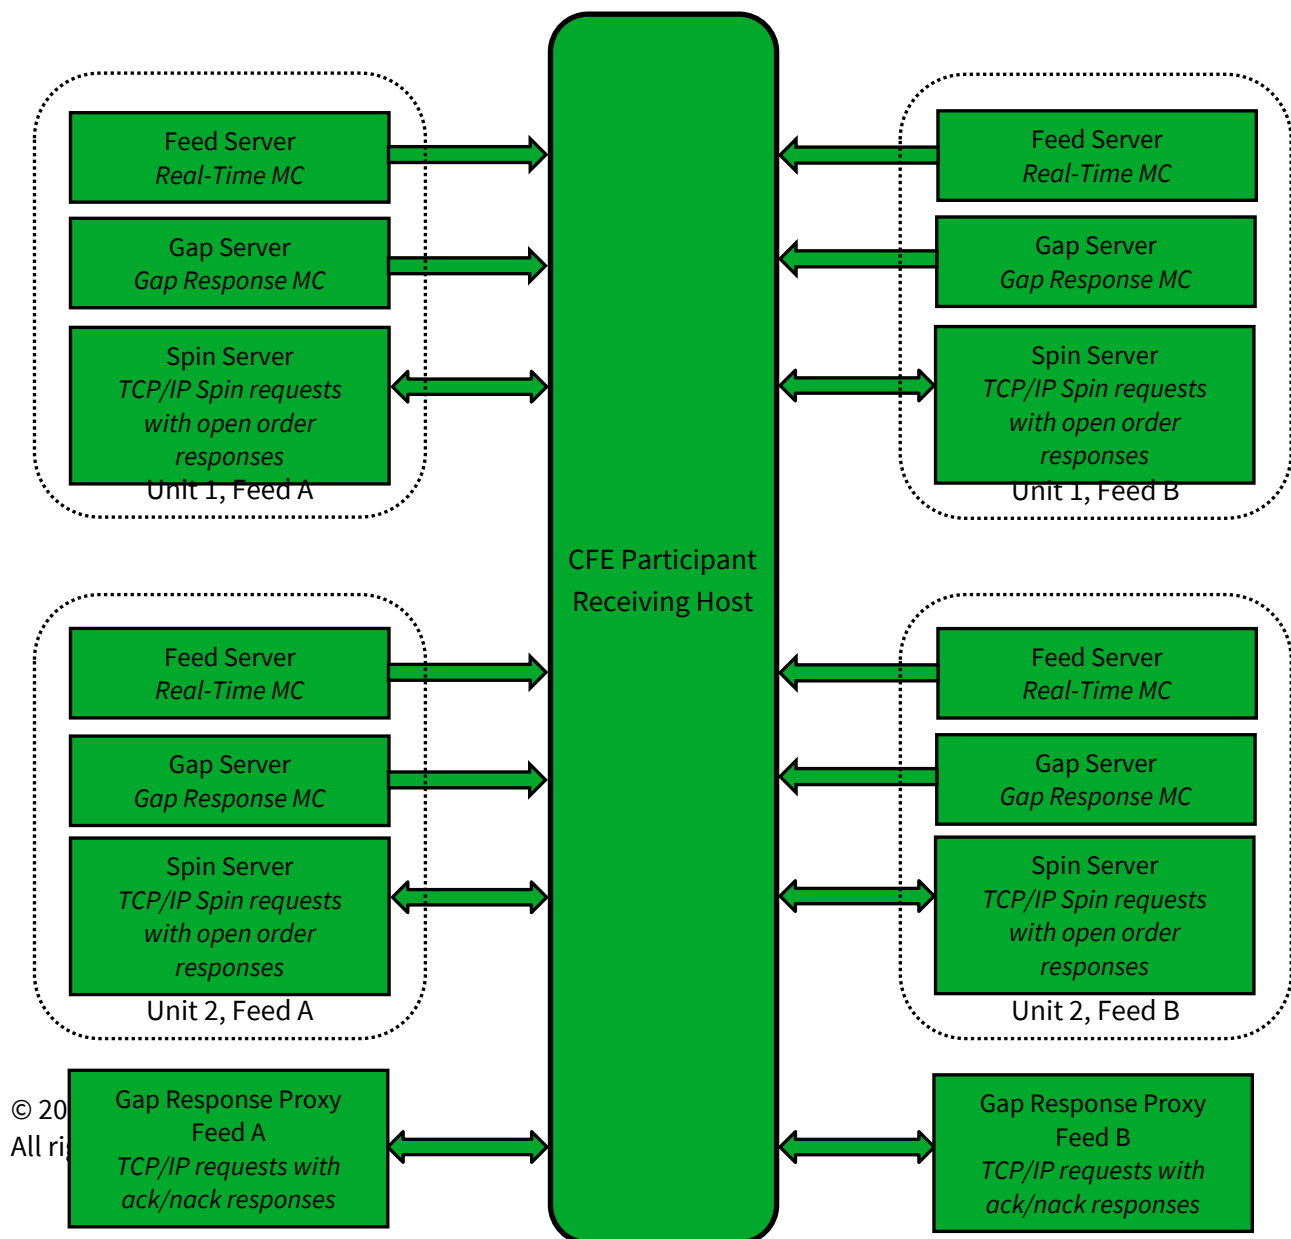 Feed Server
Real-Time MC
Gap Server
Gap Response MC
Spin Server
TCP/IP Spin requests
with open order
responses
Unit 1, Feed A
Feed Server
Real-Time MC
Gap Server
Gap Response MC
Spin Server
TCP/IP Spin requests
with open order
responses
Unit 1, Feed B
CFE Participant
Receiving Host
Feed Server
Real-Time MC
Gap Server
Gap Response MC
Spin Server
TCP/IP Spin requests
with open order
responses
Unit 2, Feed A
Feed Server
Real-Time MC
Gap Server
Gap Response MC
Spin Server
TCP/IP Spin requests
with open order
responses
Unit 2, Feed B
©
All
Gap Response Proxy
Feed A
TCP/IP requests with
ack/nack responses
Gap Response Proxy
Feed B
TCP/IP requests with
ack/nack responses